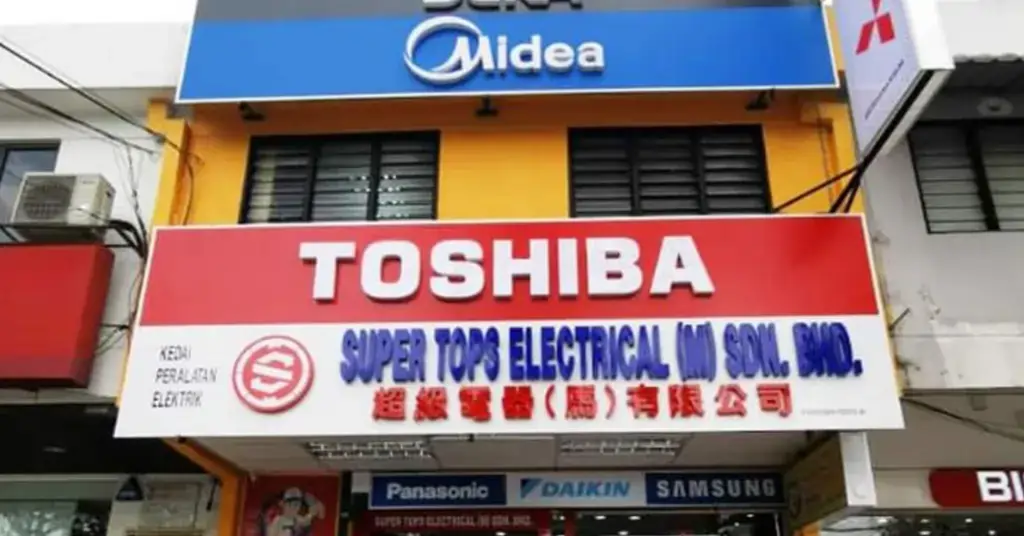 Midea
TOSHIBA
KEDAI
PERALATAN
ELEKTRIK
SUPER TOPS ELECTRICAL (M) SDN. BHD.
超級電器(馬)有限公司
Panasonic
DAIKIN
SAMSUNG
SUPER TOPS ELECTRICAL (M) SDN. BHD.